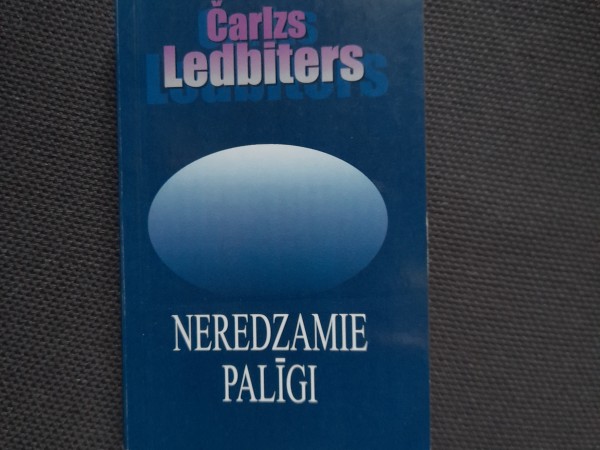 Čarlzs
Ledbiters
NEREDZAMIE
PALĪGI